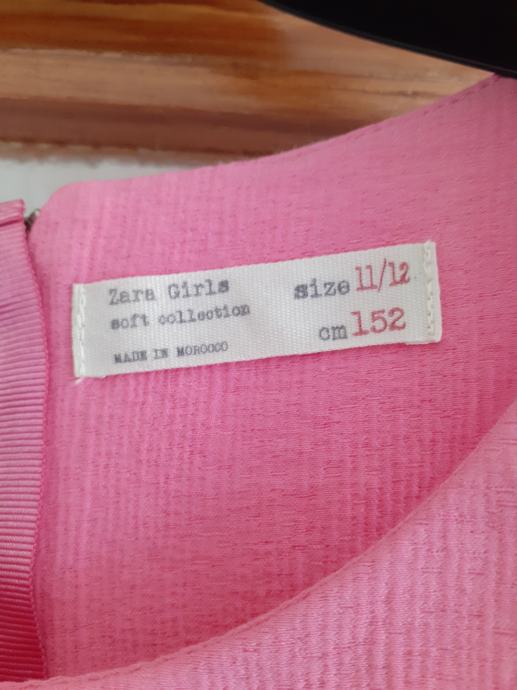 Zara Girls
soft collection
MADE IN MOROCCO
size 11/12
cm 152